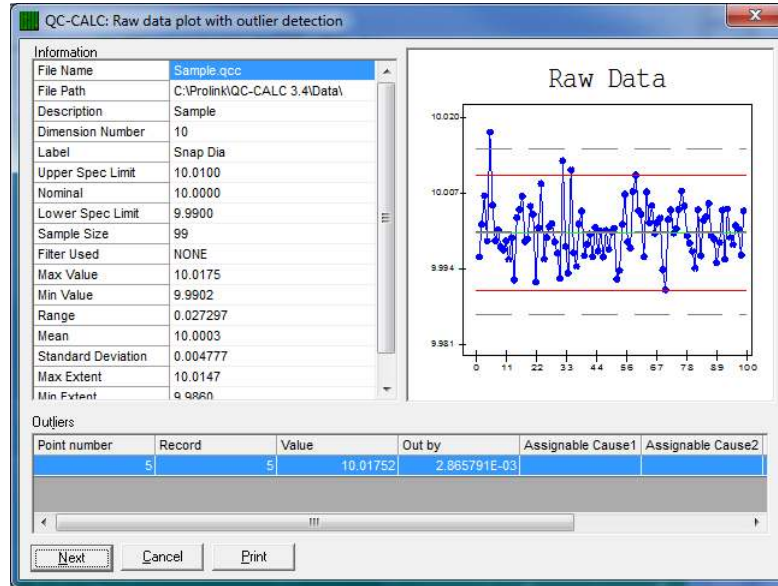 QC-CALC: Raw data plot with outlier detection
Information
File Name Sample.qcc
File Path C:\Prolink\QC-CALC 3.4\Data\
Description Sample
Dimension Number 10
Label Snap Dia
Upper Spec Limit 10.0100
Nominal 10.0000
Lower Spec Limit 9.9900
Sample Size 99
Filter Used NONE
Max Value 10.0175
Min Value 9.9902
Range 0.027297
Mean 10.0003
Standard Deviation 0.004777
Max Extent 10.0147
Min Extent 9.9860
Raw Data
10.020
10.007
9.994
9.981
0 11 22 33 44 56 67 78 89 100
Outliers
Point number Record Value Out by Assignable Cause1 Assignable Cause2
5 5 10.01752 2.865791E-03
Next Cancel Print